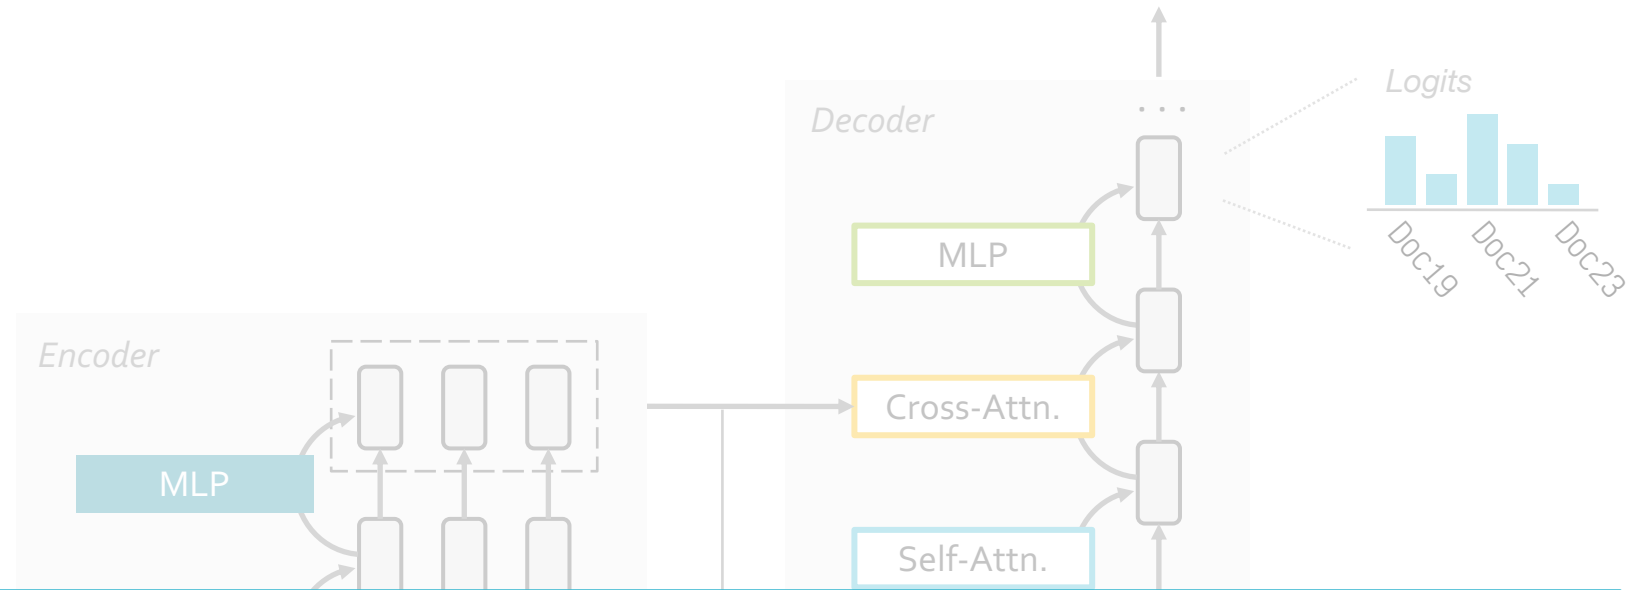 Logits
Decoder
. . .
MLP
Doc19
Doc21
Doc23
Encoder
Cross-Attn.
MLP
Self-Attn.